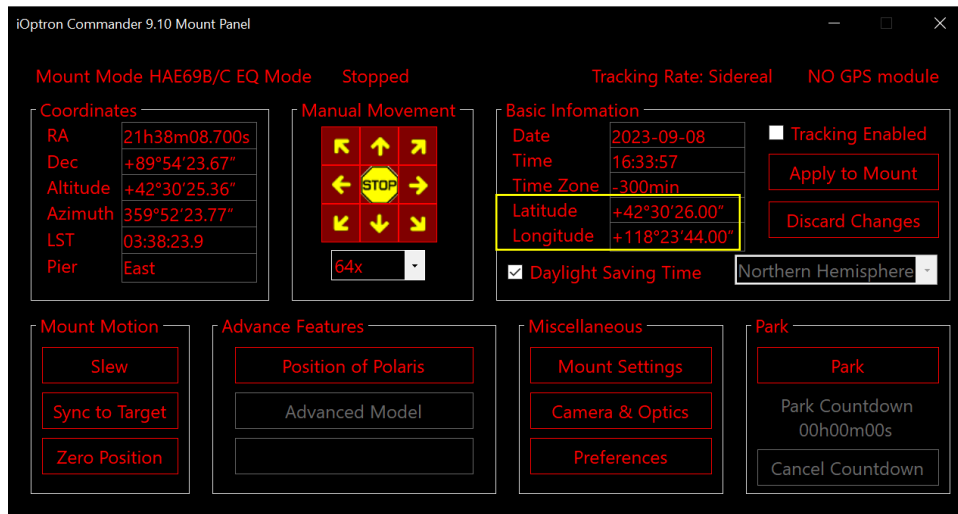 iOptron Commander 9.10 Mount Panel
Mount Mode HAE69B/C EQ Mode Stopped Tracking Rate: Sidereal NO GPS module
Coordinates
RA 21h38m08.700s
Dec +89°54'23.67"
Altitude +42°30'25.36"
Azimuth 359°52'23.77"
LST 03:38:23.9
Pier East
Manual Movement
STOP
64x
Basic Infomation
Date 2023-09-08
Time 16:33:57
Time Zone -300min
Latitude +42°30'26.00"
Longitude +118°23'44.00"
Daylight Saving Time
Tracking Enabled
Apply to Mount
Discard Changes
Northern Hemisphere
Mount Motion
Slew
Sync to Target
Zero Position
Advance Features
Position of Polaris
Advanced Model
Miscellaneous
Mount Settings
Camera & Optics
Preferences
Park
Park
Park Countdown
00h00m00s
Cancel Countdown